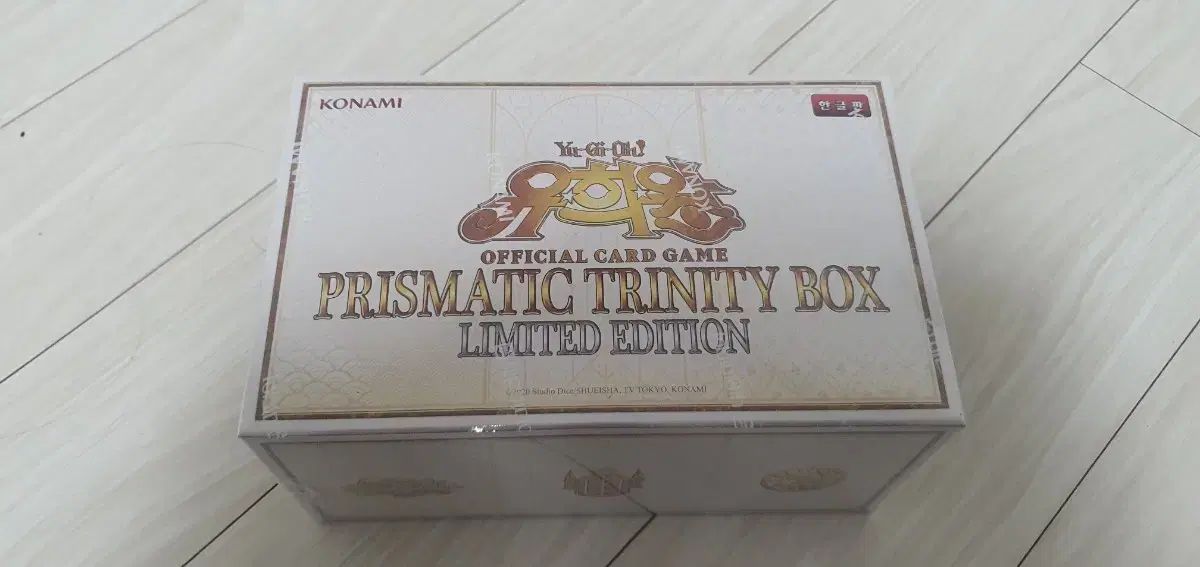 KONAMI
한글판
Yu-Gi-Oh!
유희왕
OFFICIAL CARD GAME
PRISMATIC TRINITY BOX
LIMITED EDITION
©2020 Studio Dice/SHUEISHA, TV TOKYO, KONAMI